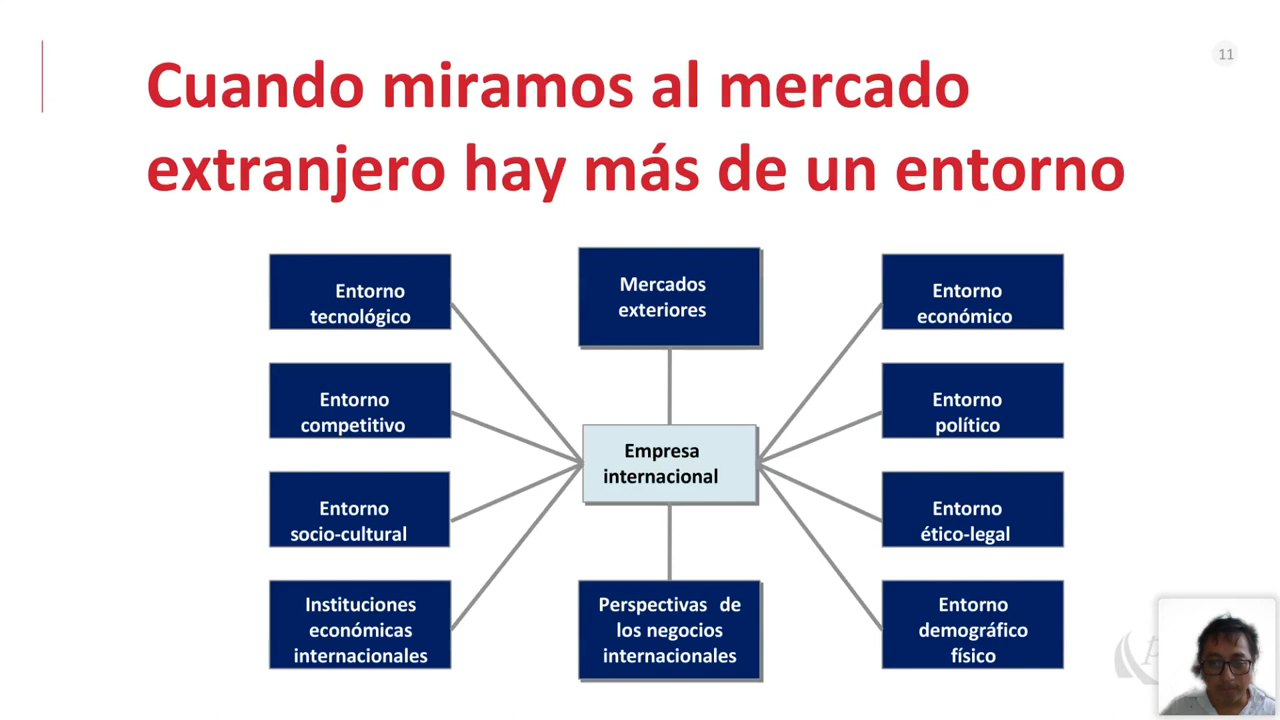 11
Cuando miramos al mercado
extranjero hay más de un entorno
Entorno
tecnológico
Mercados
exteriores
Entorno
económico
Entorno
competitivo
Entorno
político
Empresa
internacional
Entorno
socio-cultural
Entorno
ético-legal
Instituciones
económicas
internacionales
Perspectivas de
los negocios
internacionales
Entorno
demográfico
físico